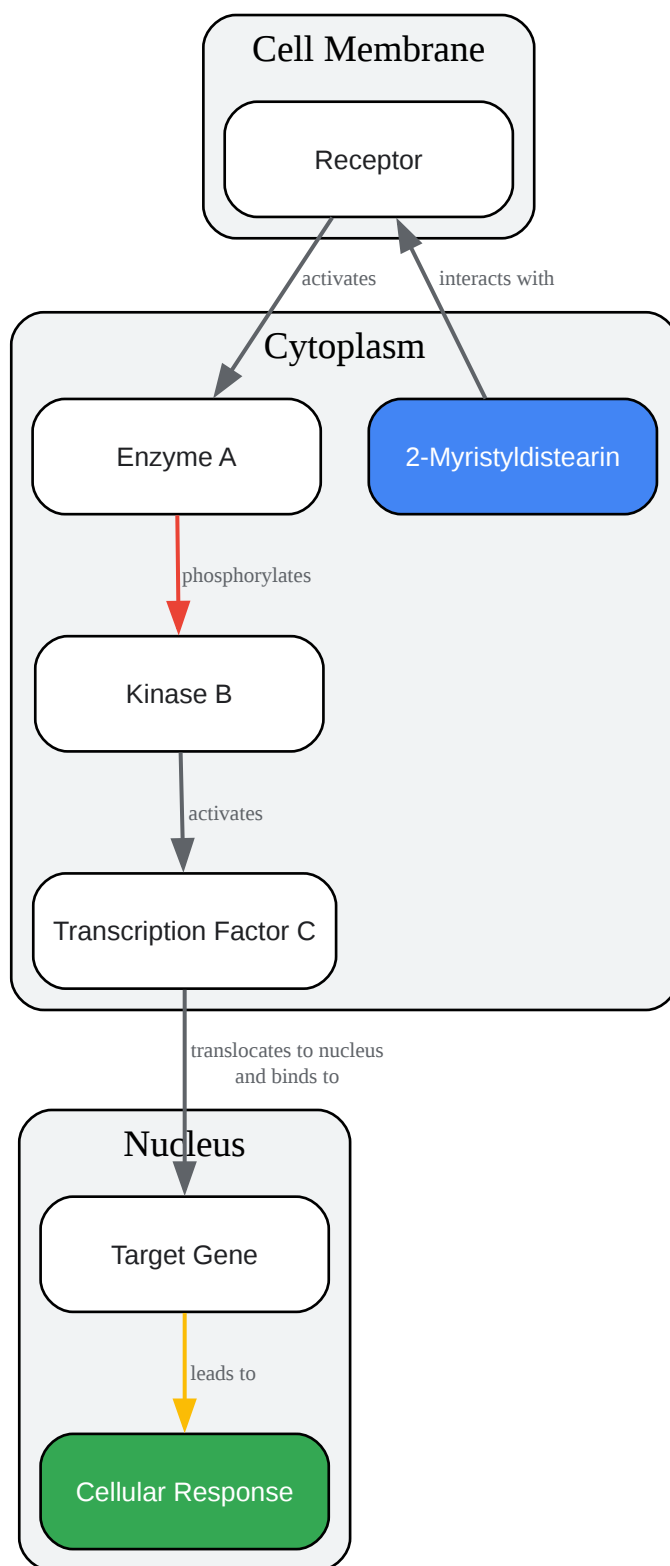 Cell Membrane
Receptor
activates
interacts with
Cytoplasm
Enzyme A
2-Myristyldistearin
phosphorylates
Kinase B
activates
Transcription Factor C
translocates to nucleus
and binds to
Nucleus
Target Gene
leads to
Cellular Response